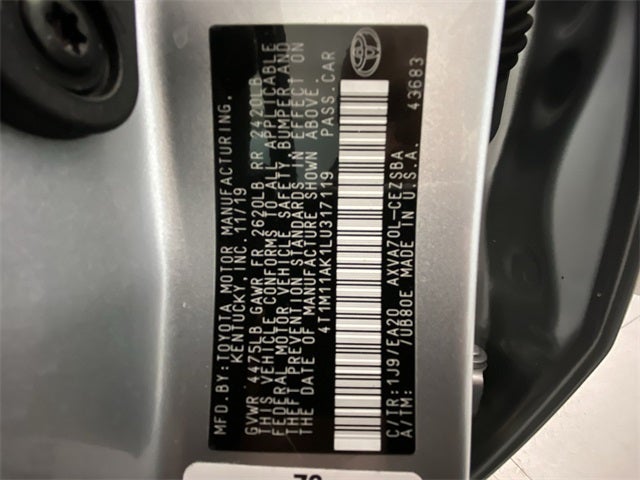 MFD.BY:TOYOTA MOTOR MANUFACTURING.
KENTUCKY, INC. 11/19
GVWR 4475LB GAWR FR 2620LB RR 2420LB
THIS VEHICLE CONFORMS TO ALL APPLICABLE
FEDERAL MOTOR VEHICLE SAFETY, BUMPER AND
THEFT PREVENTION STANDARDS IN EFFECT ON
THE DATE OF MANUFACTURE SHOWN ABOVE.
4T1M11AK1LU317119 PASS.CAR
C/TR:1J9/EA20 AXVA70L-CEZSBA 43683
A/TM: /UB80E MADE IN U.S.A.